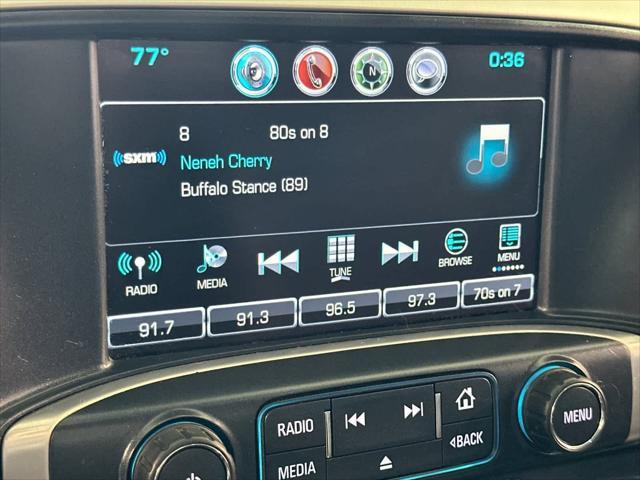 77° N 0:36
8 80s on 8
((sxm)) Neneh Cherry
Buffalo Stance (89)
RADIO MEDIA TUNE BROWSE MENU
91.7 91.3 96.5 97.3 70s on 7
RADIO
MEDIA
BACK
MENU